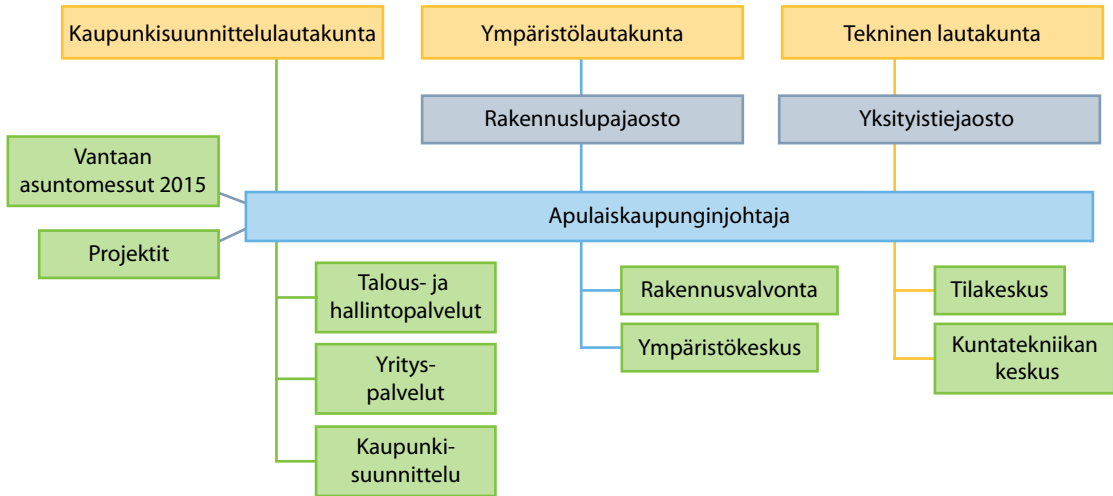 Kaupunkisuunnittelulautakunta
Ympäristölautakunta
Tekninen lautakunta
Rakennuslupajaosto
Yksityistiejaosto
Vantaan
asuntomessut 2015
Apulaiskaupunginjohtaja
Projektit
Talous- ja
hallintopalvelut
Rakennusvalvonta
Tilakeskus
Yritys-
palvelut
Ympäristökeskus
Kuntatekniikan
keskus
Kaupunki-
suunnittelu